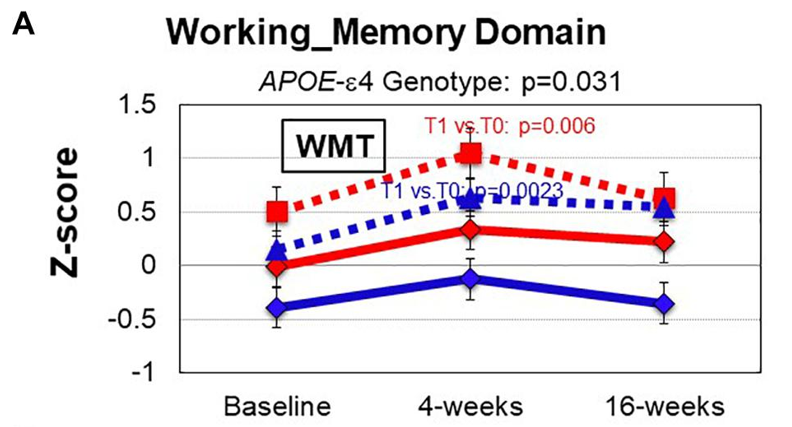 A
Working_Memory Domain
APOE-ε4 Genotype: p=0.031
Z-score
1.5
1
0.5
0
-0.5
-1
WMT
T1 vs.T0: p=0.006
T1 vs.T0: p=0.0023
Baseline 4-weeks 16-weeks